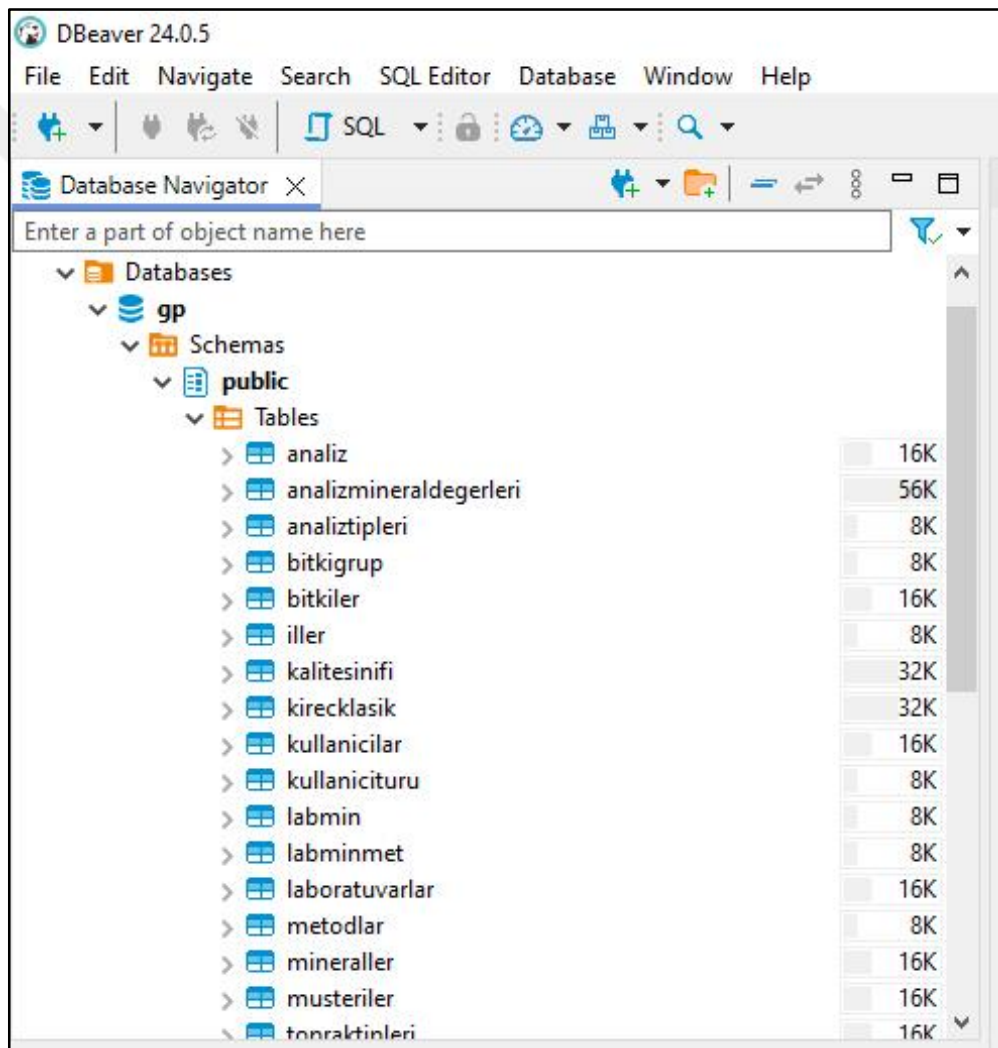 DBeaver 24.0.5
File Edit Navigate Search SQL Editor Database Window Help
SQL
Database Navigator
Enter a part of object name here
Databases
gp
Schemas
public
Tables
analiz 16K
analizmineraldegerleri 56K
analiztipleri 8K
bitkigrup 8K
bitkiler 16K
iller 8K
kalitesinifi 32K
kirecklasik 32K
kullanicilar 16K
kullanicituru 8K
labmin 8K
labminmet 8K
laboratuvarlar 16K
metodlar 8K
mineraller 16K
musteriler 16K
topraktipleri 16K